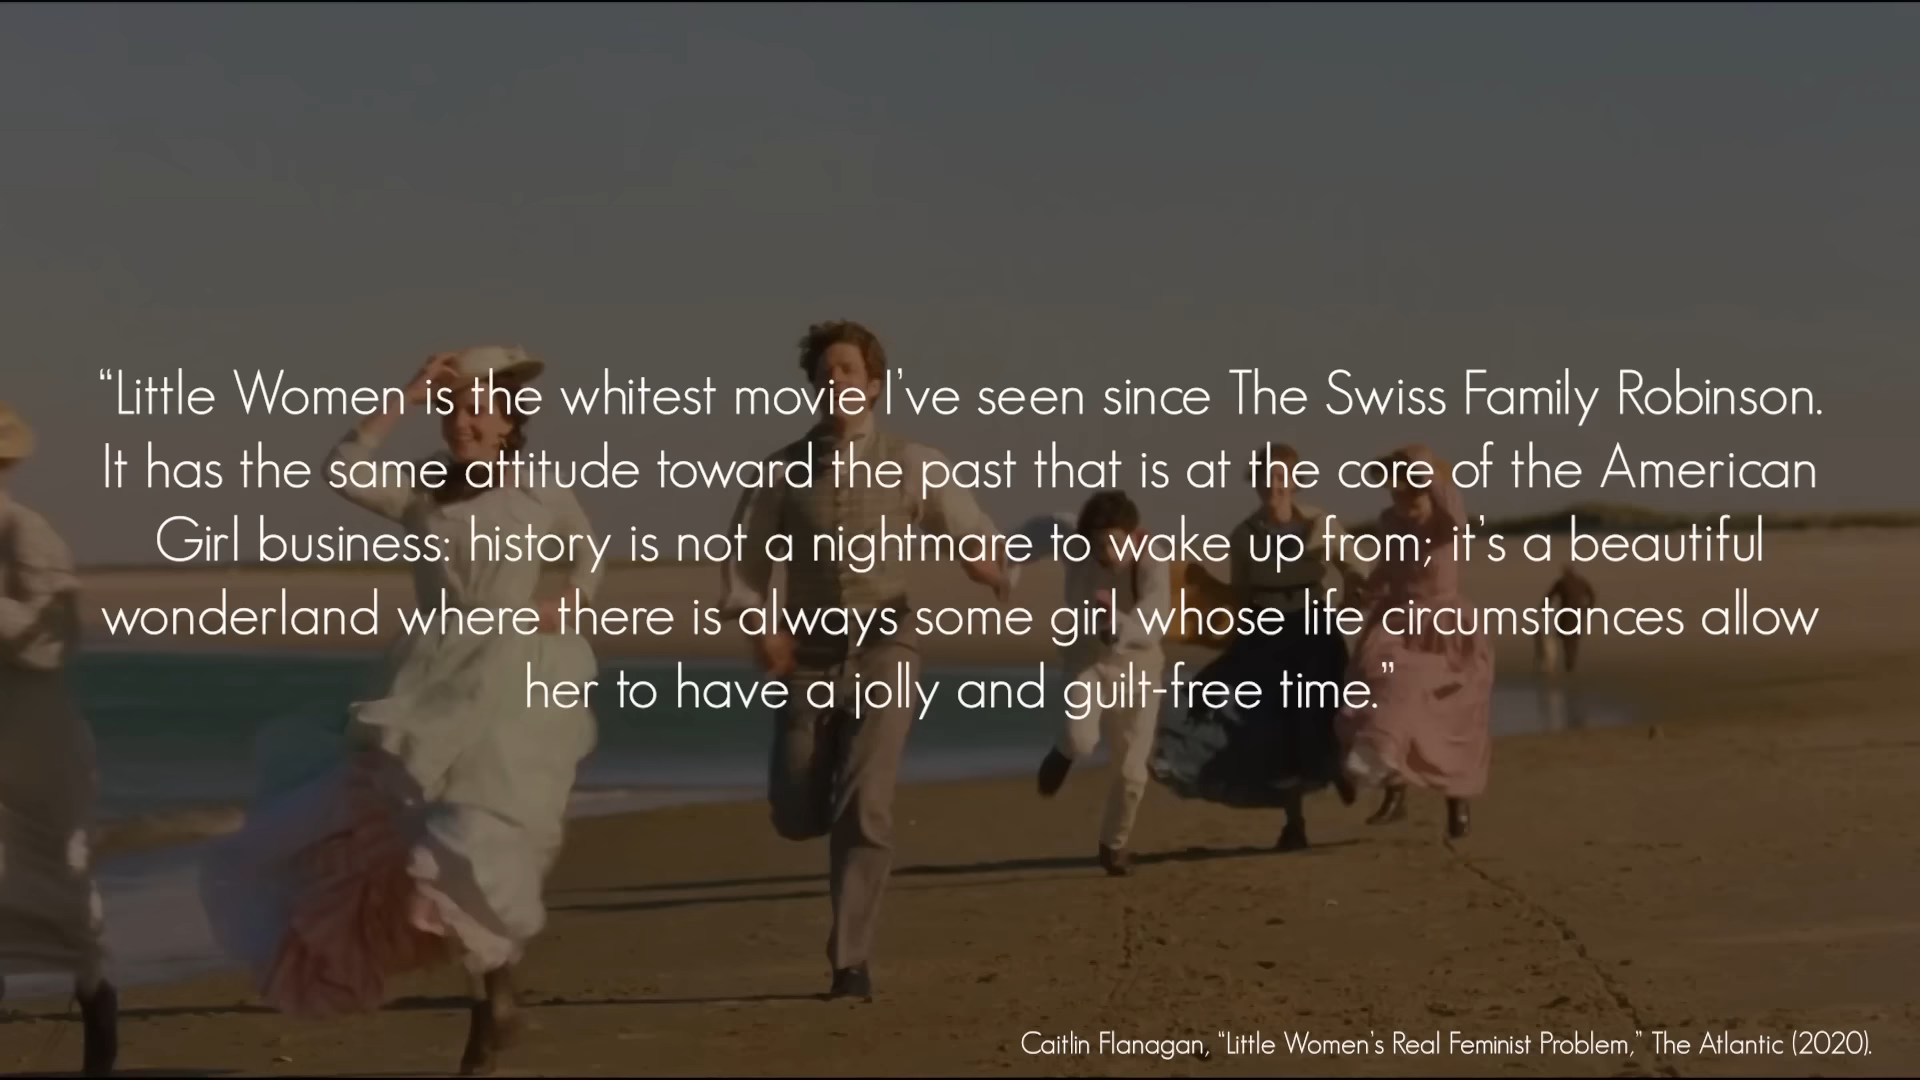 “Little Women is the whitest movie I’ve seen since The Swiss Family Robinson.
It has the same attitude toward the past that is at the core of the American
Girl business: history is not a nightmare to wake up from; it’s a beautiful
wonderland where there is always some girl whose life circumstances allow
her to have a jolly and guilt-free time.”
Caitlin Flanagan, “Little Women’s Real Feminist Problem,” The Atlantic (2020).